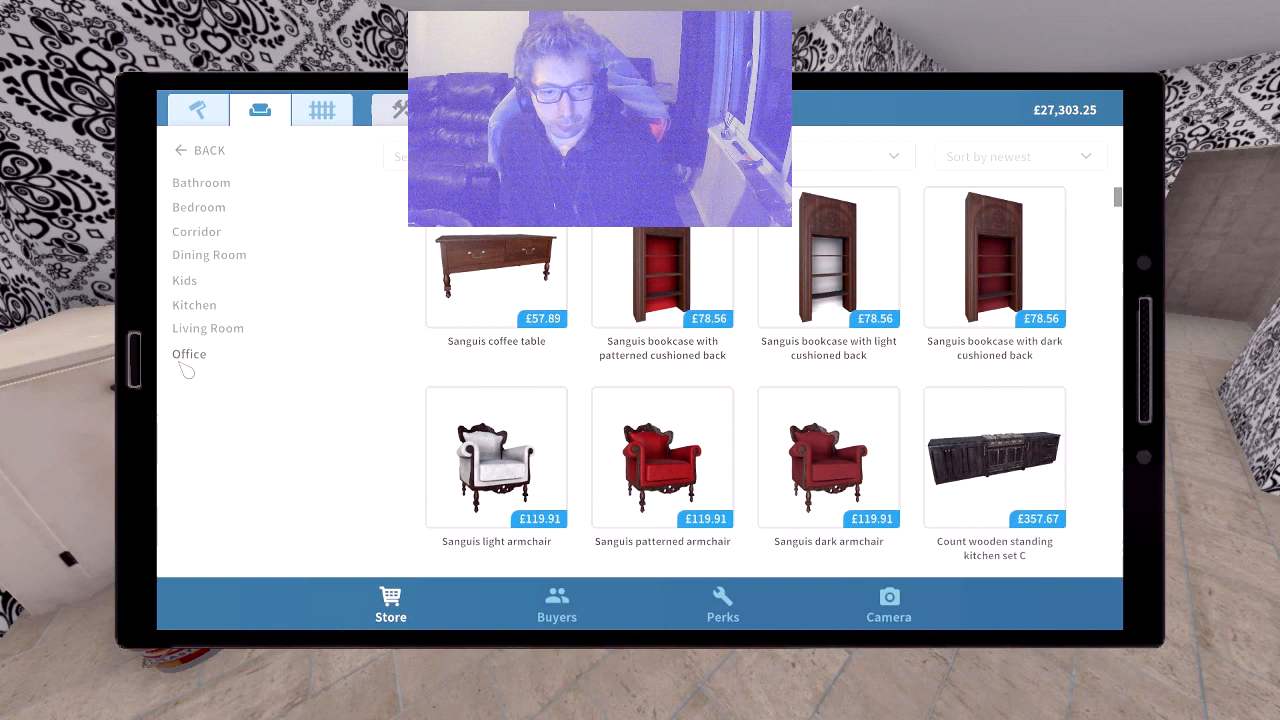 £27,303.25
BACK
Se
Sort by newest
Bathroom
Bedroom
Corridor
Dining Room
Kids
Kitchen
Living Room
Office
£57.89
£78.56
£78.56
£78.56
Sanguis coffee table
Sanguis bookcase with
patterned cushioned back
Sanguis bookcase with light
cushioned back
Sanguis bookcase with dark
cushioned back
£119.91
£119.91
£119.91
£357.67
Sanguis light armchair
Sanguis patterned armchair
Sanguis dark armchair
Count wooden standing
kitchen set C
Store
Buyers
Perks
Camera